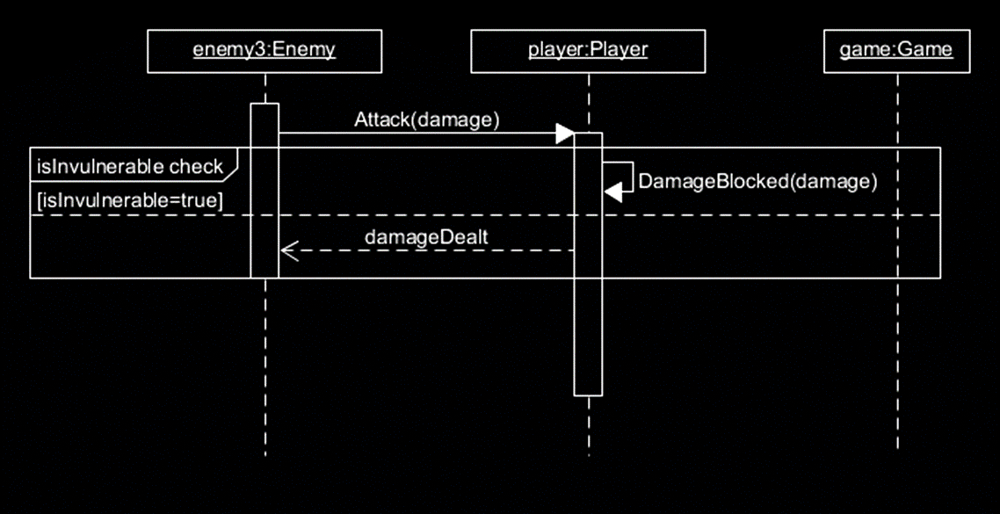 enemy3:Enemy
player:Player
game:Game
Attack(damage)
isInvulnerable check
DamageBlocked(damage)
[isInvulnerable=true]
damageDealt